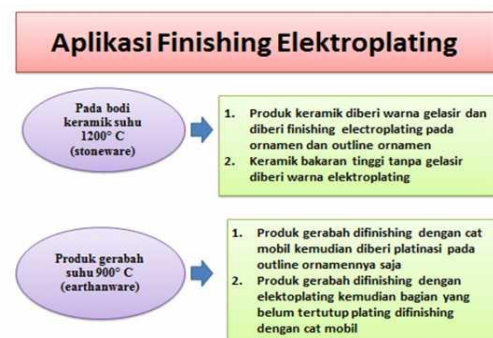 Aplikasi Finishing Elektroplating
Pada bodi
keramik suhu
1200° C
(stoneware)
1. Produk keramik diberi warna gelasir dan
diberi finishing electroplating pada
ornamen dan outline ornamen
2. Keramik bakaran tinggi tanpa gelasir
diberi warna elektroplating
Produk gerabah
suhu 900° C
(earthanware)
1. Produk gerabah difinishing dengan cat
mobil kemudian diberi platinasi pada
outline ornamennya saja
2. Produk gerabah difinishing dengan
elektoplating kemudian bagian yang
belum tertutup plating difinishing
dengan cat mobil